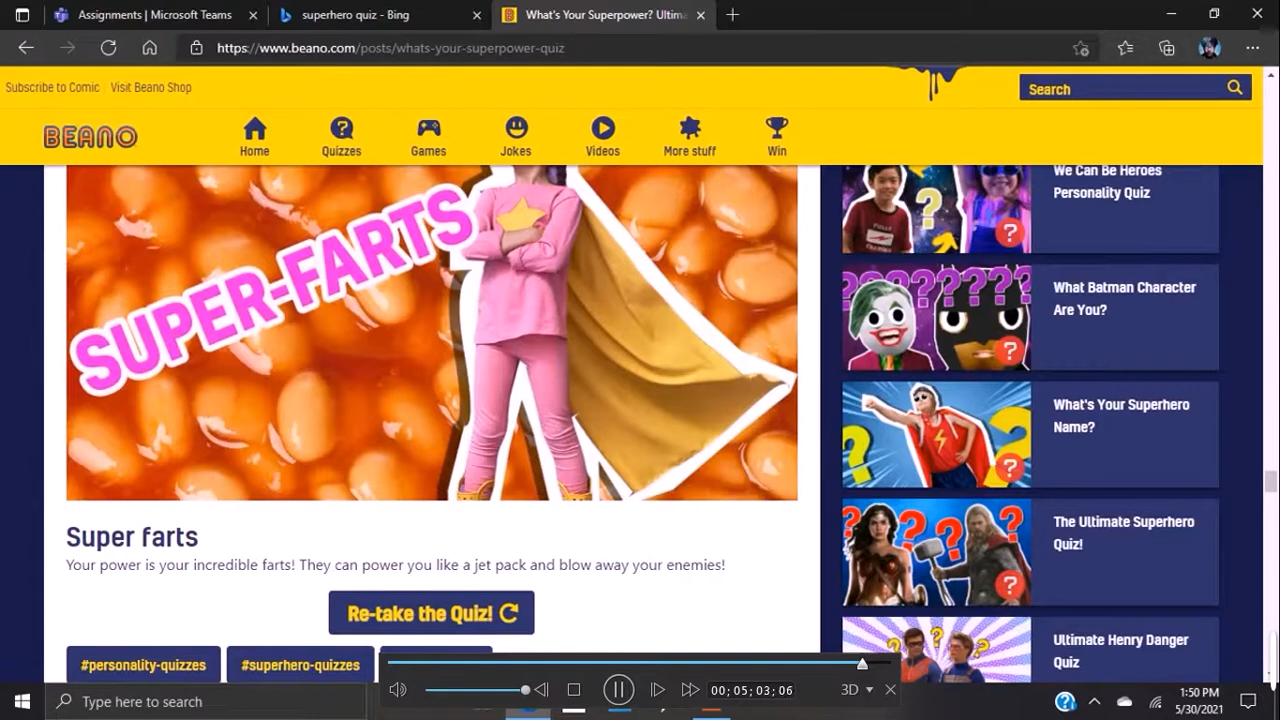 Assignments | Microsoft Teams
superhero quiz - Bing
What's Your Superpower? Ultim
https://www.beano.com/posts/whats-your-superpower-quiz
Subscribe to Comic Visit Beano Shop
Search
BEANO
Home
Quizzes
Games
Jokes
Videos
More stuff
Win
SUPER-FARTS
Super farts
Your power is your incredible farts! They can power you like a jet pack and blow away your enemies!
Re-take the Quiz!
#personality-quizzes #superhero-quizzes
We Can Be Heroes
Personality Quiz
What Batman Character
Are You?
What's Your Superhero
Name?
The Ultimate Superhero
Quiz!
Ultimate Henry Danger
Quiz
00;05;03;06
3D
Type here to search
1:50 PM
5/30/2021